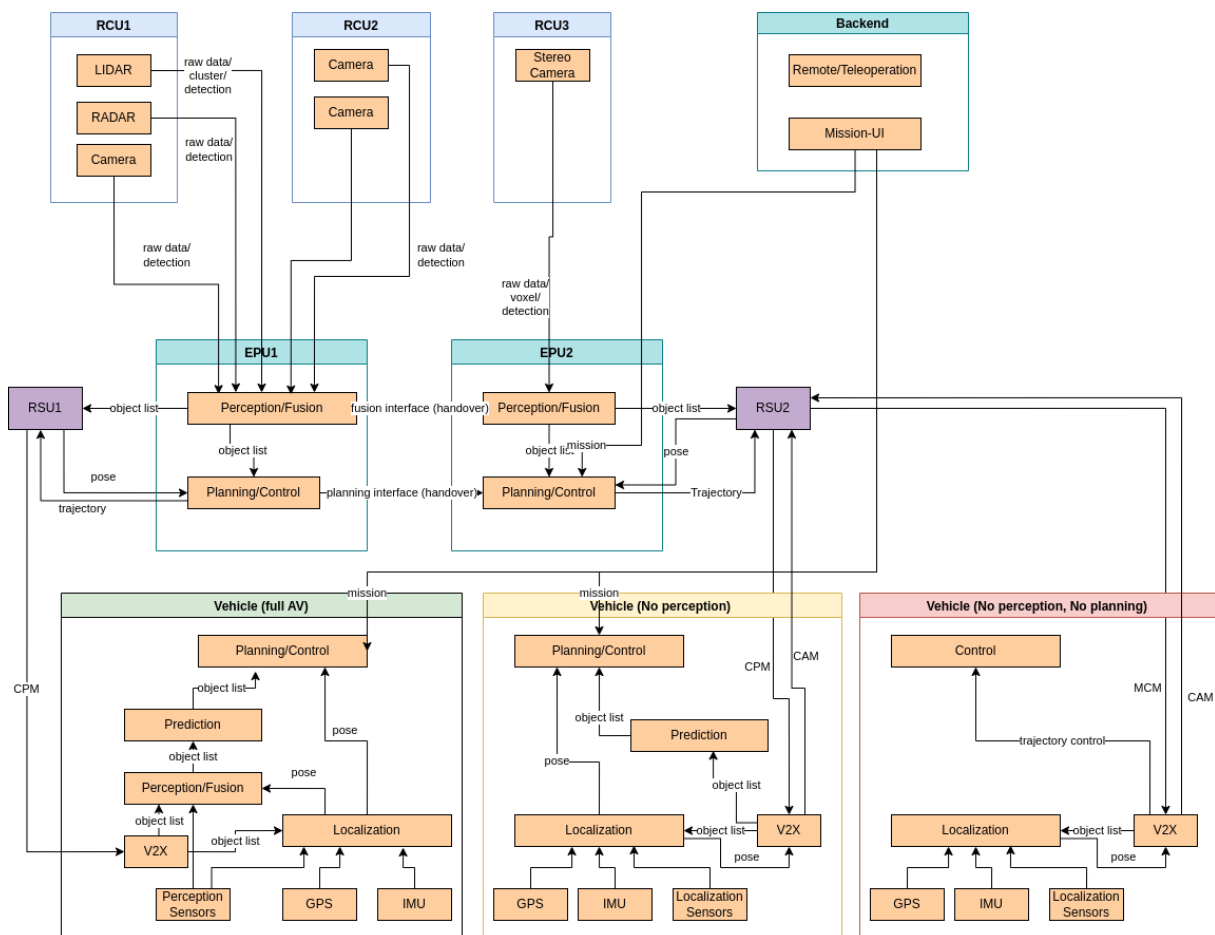 RCU1
RCU2
RCU3
Backend
LIDAR
raw data/
cluster/
detection
Camera
Stereo
Camera
Remote/Teleoperation
RADAR
Camera
Mission-UI
raw data/
detection
Camera
raw data/
detection
raw data/
detection
raw data/
voxel/
detection
EPU1
EPU2
RSU1
object list
Perception/Fusion
fusion interface (handover)
Perception/Fusion
object list
RSU2
object list
object list
mission
pose
pose
Planning/Control
planning interface (handover)
Planning/Control
Trajectory
trajectory
mission
mission
Vehicle (full AV)
Vehicle (No perception)
Vehicle (No perception, No planning)
Planning/Control
Planning/Control
Control
CPM
object list
CPM
CAM
MCM
CAM
Prediction
object list
Prediction
pose
trajectory control
object list
pose
pose
Perception/Fusion
object list
object list
Localization
Localization
object list
V2X
Localization
object list
V2X
object list
V2X
pose
pose
Perception
Sensors
GPS
IMU
GPS
IMU
Localization
Sensors
GPS
IMU
Localization
Sensors